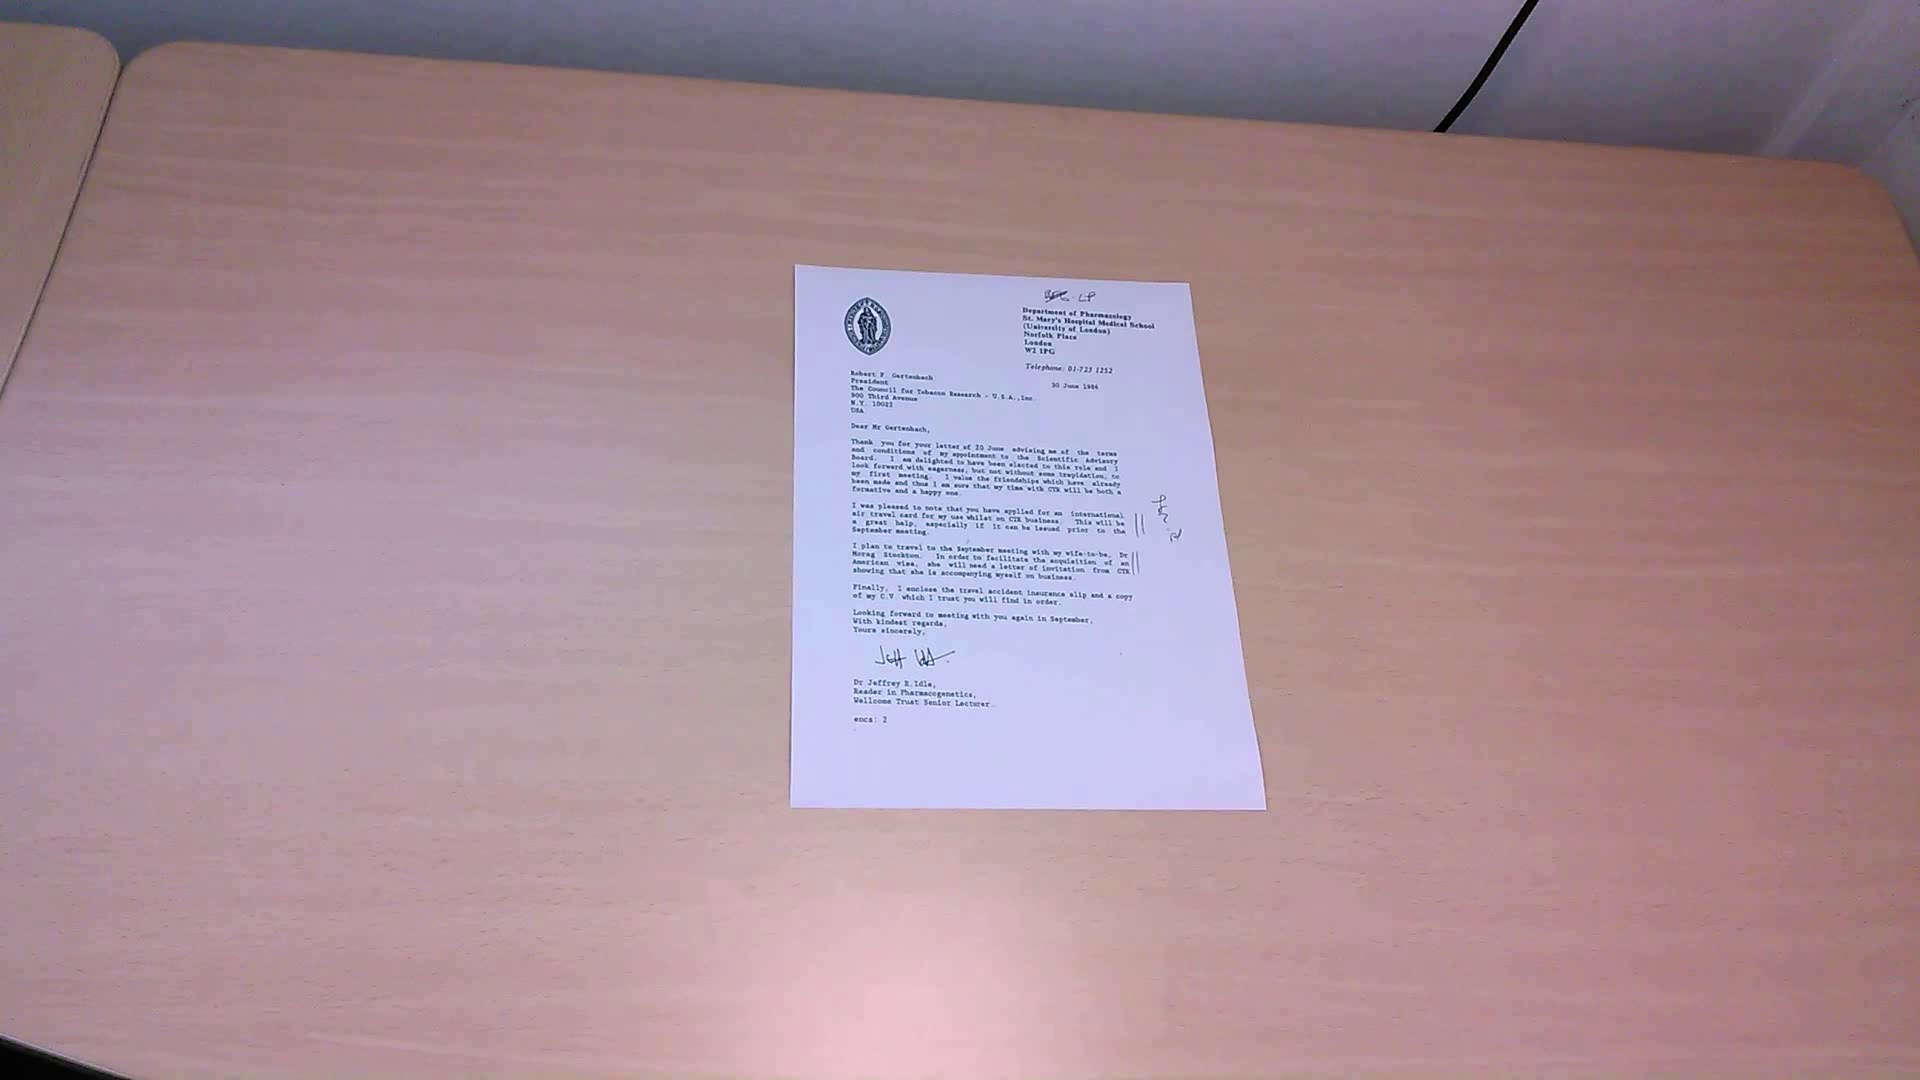 LP
Department of Pharmacology
St. Mary's Hospital Medical School
(University of London)
Norfolk Place
London
W2 1PG
Telephone: 01-723 1252
30 June 1986
Robert F. Gertenbach
President
The Council for Tobacco Research - U.S.A.,Inc.
900 Third Avenue
N.Y. 10022
USA
Dear Mr Gertenbach,
Thank you for your letter of 20 June advising me of the terms
and conditions of my appointment to the Scientific Advisory
Board. I am delighted to have been elected to this role and I
look forward with eagerness, but not without some trepidation, to
my first meeting. I value the friendships which have already
been made and thus I am sure that my time with CTR will be both a
formative and a happy one.
I was pleased to note that you have applied for an international
air travel card for my use whilst on CTR business. This will be
a great help, especially if it can be issued prior to the
September meeting.
I plan to travel to the September meeting with my wife-to-be, Dr
Morag Stockton. In order to facilitate the acquisition of an
American visa, she will need a letter of invitation from CTR
showing that she is accompanying myself on business.
Finally, I enclose the travel accident insurance slip and a copy
of my C.V. which I trust you will find in order.
Looking forward to meeting with you again in September.
With kindest regards,
Yours sincerely,
Jeff
Dr Jeffrey R.Idle,
Reader in Pharmacogenetics,
Wellcome Trust Senior Lecturer.
encs: 2